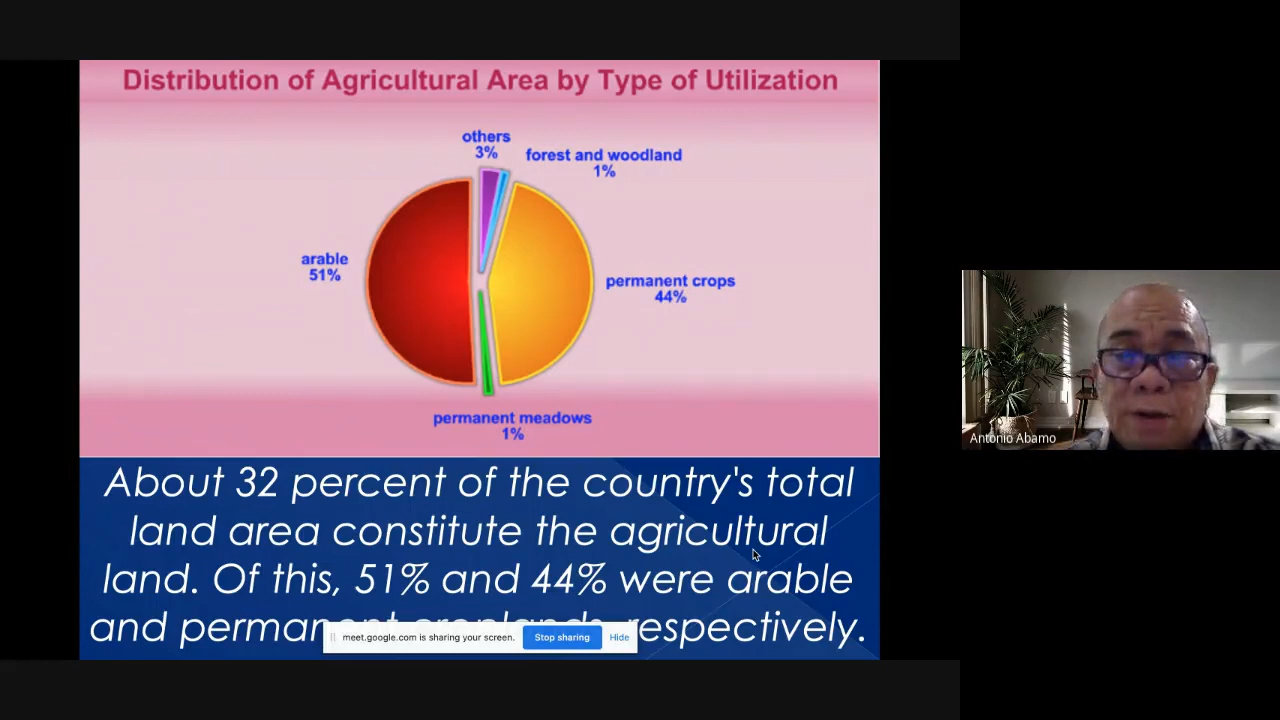 Distribution of Agricultural Area by Type of Utilization
others
3%
forest and woodland
1%
arable
51%
permanent crops
44%
permanent meadows
1%
About 32 percent of the country's total
land area constitute the agricultural
land. Of this, 51% and 44% were arable
and permanent croplands, respectively.
meet.google.com is sharing your screen.
Stop sharing
Hide
Antonio Abamo